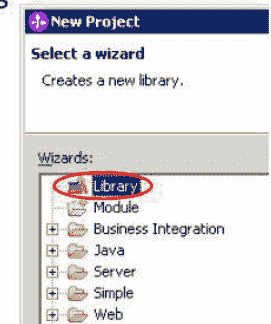 New Project
Select a wizard
Creates a new library.
Wizards:
Library
Module
Business Integration
Java
Server
Simple
Web